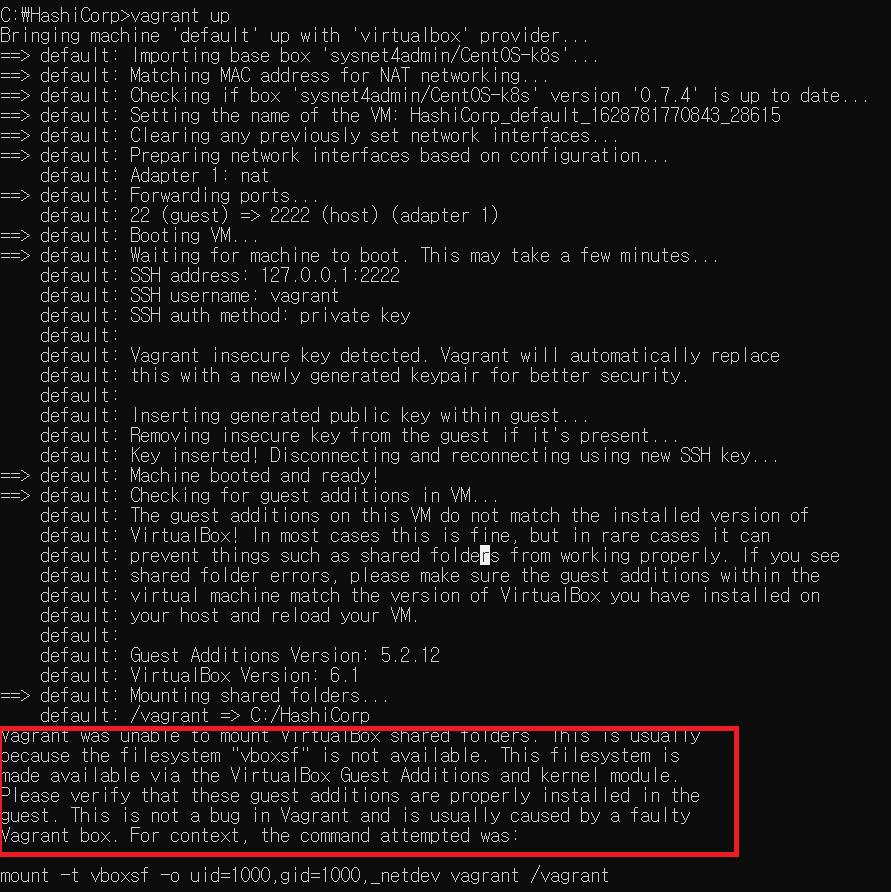 C:₩HashiCorp>vagrant up
Bringing machine 'default' up with 'virtualbox' provider...
==> default: Importing base box 'sysnet4admin/CentOS-k8s'...
==> default: Matching MAC address for NAT networking...
==> default: Checking if box 'sysnet4admin/CentOS-k8s' version '0.7.4' is up to date...
==> default: Setting the name of the VM: HashiCorp_default_1628781770843_28615
==> default: Clearing any previously set network interfaces...
==> default: Preparing network interfaces based on configuration...
    default: Adapter 1: nat
==> default: Forwarding ports...
    default: 22 (guest) => 2222 (host) (adapter 1)
==> default: Booting VM...
==> default: Waiting for machine to boot. This may take a few minutes...
    default: SSH address: 127.0.0.1:2222
    default: SSH username: vagrant
    default: SSH auth method: private key
    default:
    default: Vagrant insecure key detected. Vagrant will automatically replace
    default: this with a newly generated keypair for better security.
    default:
    default: Inserting generated public key within guest...
    default: Removing insecure key from the guest if it's present...
    default: Key inserted! Disconnecting and reconnecting using new SSH key...
==> default: Machine booted and ready!
==> default: Checking for guest additions in VM...
    default: The guest additions on this VM do not match the installed version of
    default: VirtualBox! In most cases this is fine, but in rare cases it can
    default: prevent things such as shared folders from working properly. If you see
    default: shared folder errors, please make sure the guest additions within the
    default: virtual machine match the version of VirtualBox you have installed on
    default: your host and reload your VM.
    default:
    default: Guest Additions Version: 5.2.12
    default: VirtualBox Version: 6.1
==> default: Mounting shared folders...
    default: /vagrant => C:/HashiCorp
Vagrant was unable to mount VirtualBox shared folders. This is usually
because the filesystem "vboxsf" is not available. This filesystem is
made available via the VirtualBox Guest Additions and kernel module.
Please verify that these guest additions are properly installed in the
guest. This is not a bug in Vagrant and is usually caused by a faulty
Vagrant box. For context, the command attempted was:
mount -t vboxsf -o uid=1000,gid=1000,_netdev vagrant /vagrant